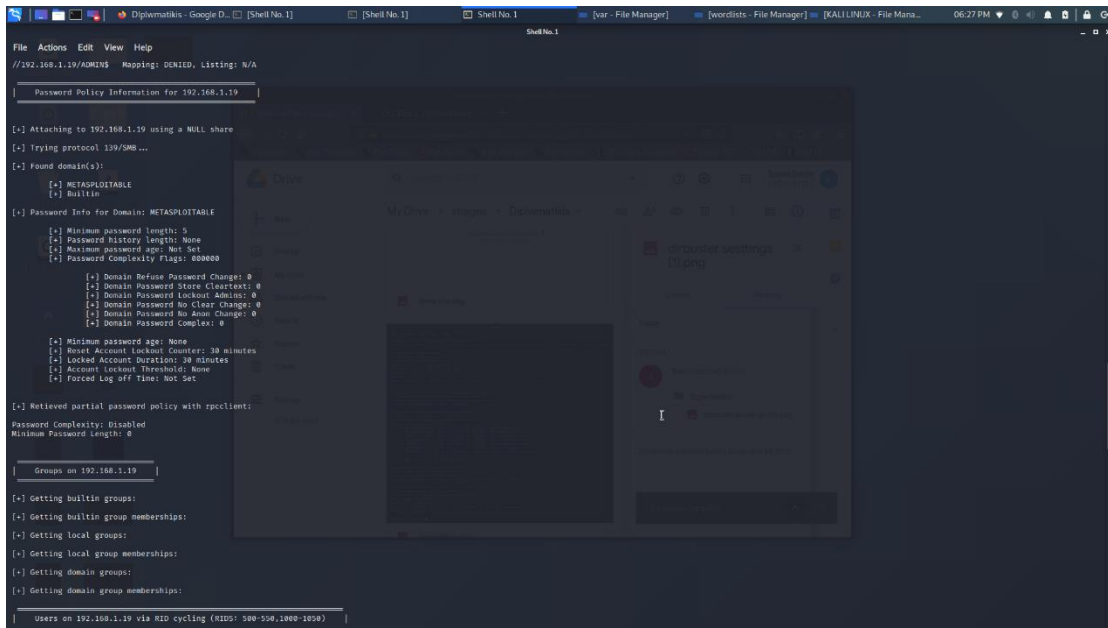 Dlpiwmatikis - Google D... [Shell No. 1] [Shell No. 1] Shell No. 1 [var - File Manager] [wordlists - File Manager] [KALI LINUX - File Mana... 06:27 PM
Shell No. 1
File Actions Edit View Help
//192.168.1.19/ADMIN$ Mapping: DENIED, Listing: N/A
| Password Policy Information for 192.168.1.19 |
[+] Attaching to 192.168.1.19 using a NULL share
[+] Trying protocol 139/SMB...
[+] Found domain(s):
[+] METASPLOITABLE
[+] Builtin
[+] Password Info for Domain: METASPLOITABLE
[+] Minimum password length: 5
[+] Password history length: None
[+] Maximum password age: Not Set
[+] Password Complexity Flags: 000000
[+] Domain Refuse Password Change: 0
[+] Domain Password Store Cleartext: 0
[+] Domain Password Lockout Admins: 0
[+] Domain Password No Clear Change: 0
[+] Domain Password No Anon Change: 0
[+] Domain Password Complex: 0
[+] Minimum password age: None
[+] Reset Account Lockout Counter: 30 minutes
[+] Locked Account Duration: 30 minutes
[+] Account Lockout Threshold: None
[+] Forced Log off Time: Not Set
[+] Retieved partial password policy with rpcclient:
Password Complexity: Disabled
Minimum Password Length: 0
| Groups on 192.168.1.19 |
[+] Getting builtin groups:
[+] Getting builtin group memberships:
[+] Getting local groups:
[+] Getting local group memberships:
[+] Getting domain groups:
[+] Getting domain group memberships:
| Users on 192.168.1.19 via RID cycling (RIDS: 500-550,1000-1050) |
Drive